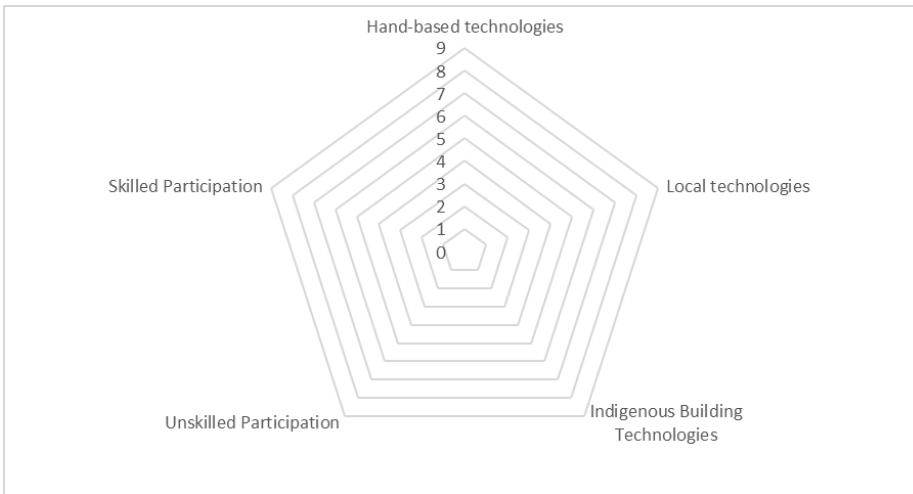 Hand-based technologies
9
8
7
6
5
4
3
2
1
0
Skilled Participation
Local technologies
Unskilled Participation
Indigenous Building
Technologies